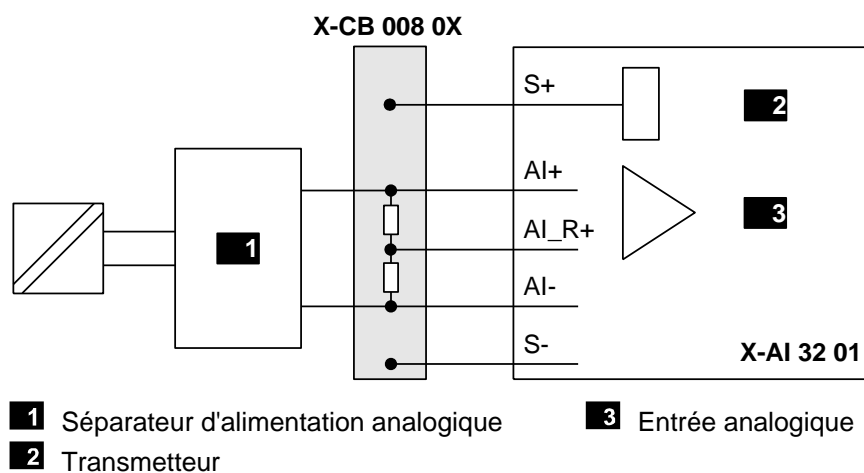 X-CB 008 0X
S+
2
AI+
3
AI_R+
1
AI-
S-
X-AI 32 01
1 Séparateur d'alimentation analogique
3 Entrée analogique
2 Transmetteur